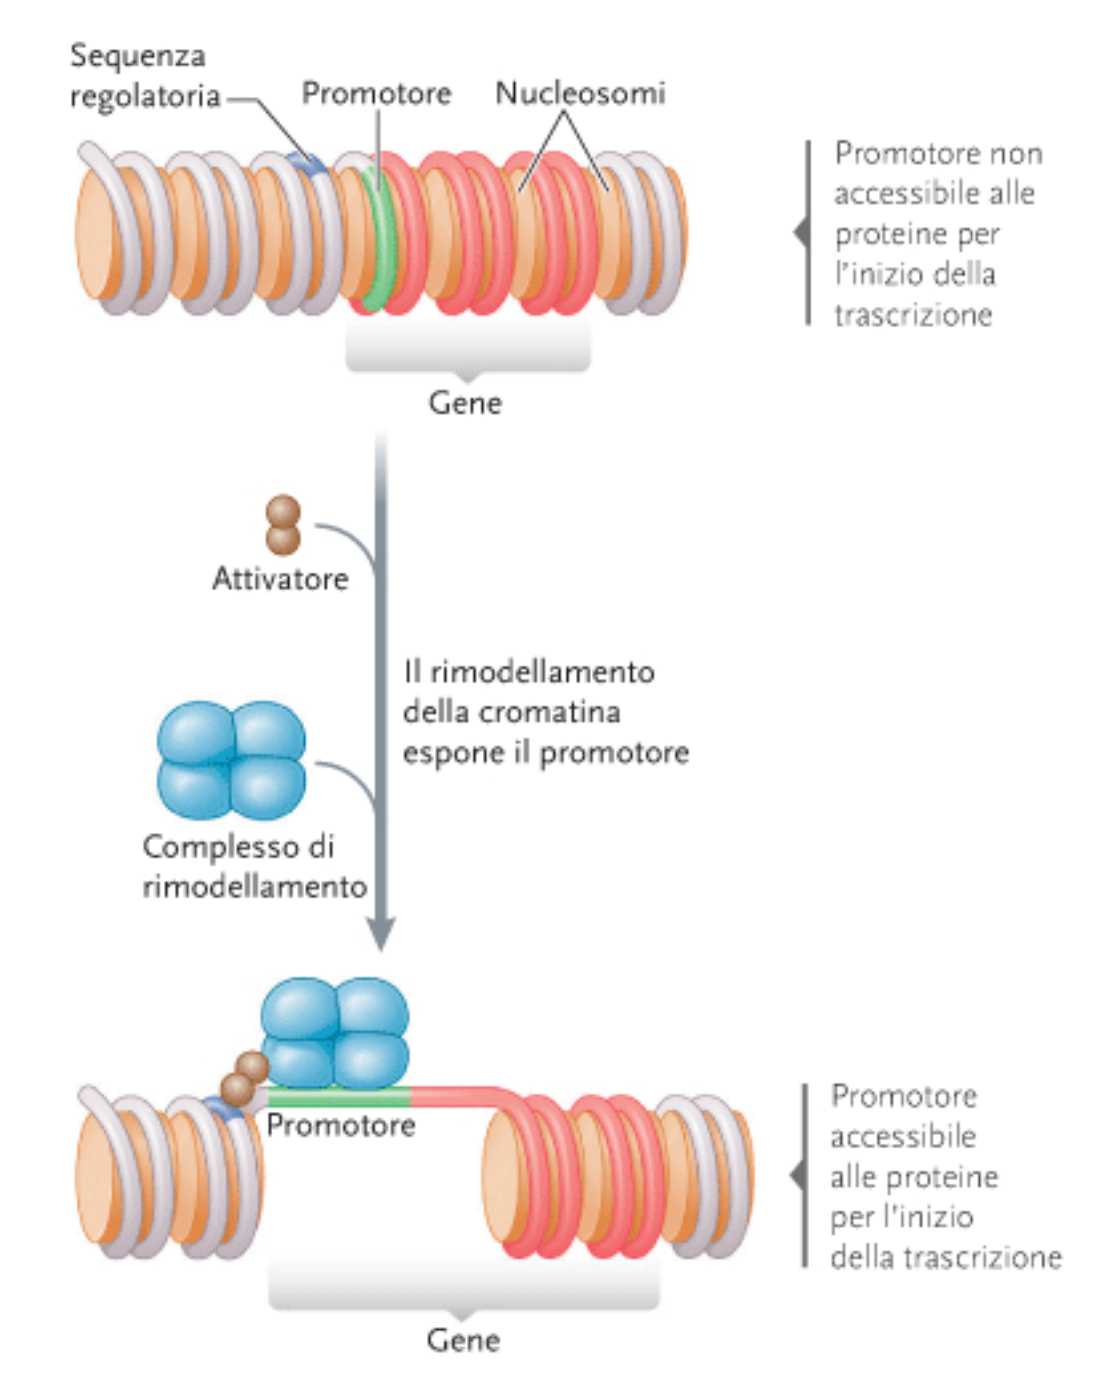 Sequenza
regolatoria
Promotore
Nucleosomi
Promotore non
accessibile alle
proteine per
l'inizio della
trascrizione
Gene
Attivatore
Il rimodellamento
della cromatina
espone il promotore
Complesso di
rimodellamento
Promotore
Promotore
accessibile
alle proteine
per l'inizio
della trascrizione
Gene